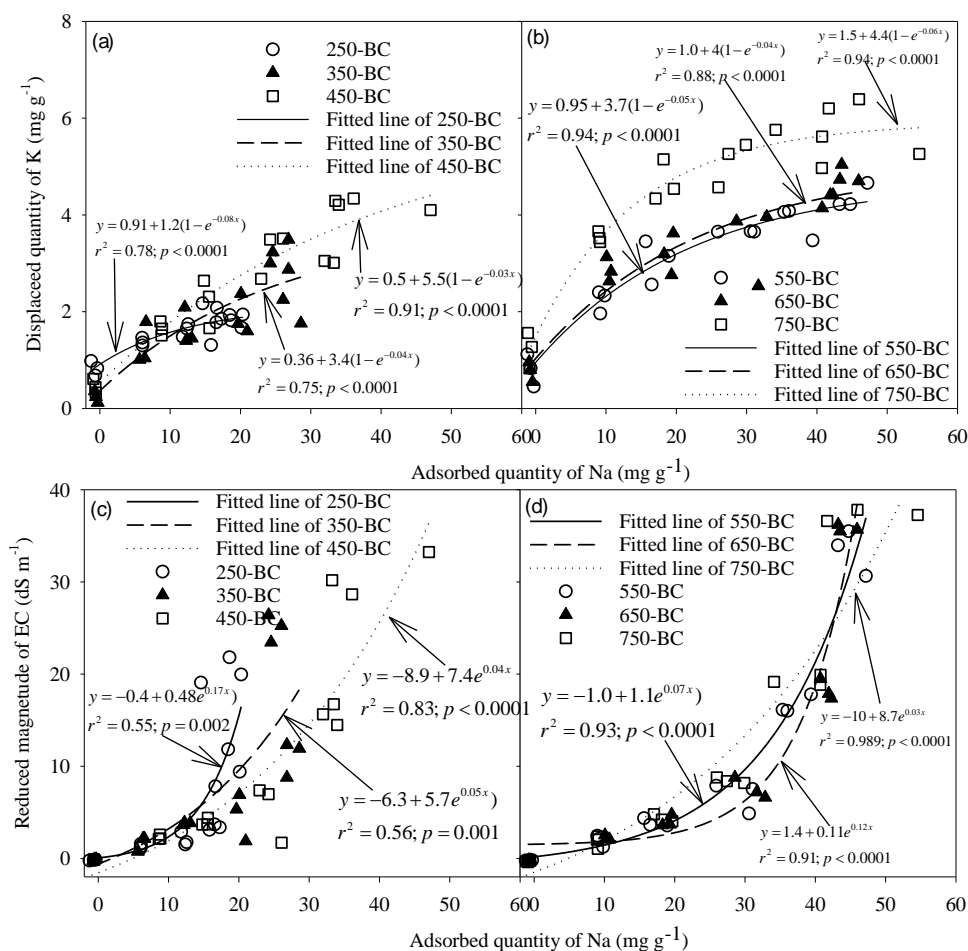 8
6
4
2
0
Displaceed quantity of K (mg g⁻¹)
(a)
250-BC
350-BC
450-BC
Fitted line of 250-BC
Fitted line of 350-BC
Fitted line of 450-BC
y = 0.91+1.2(1−e^−0.08x)
r² = 0.78; p<0.0001
y = 0.5+5.5(1−e^−0.03x)
r² = 0.91; p<0.0001
y = 0.36+3.4(1−e^−0.04x)
r² = 0.75; p<0.0001
0 10 20 30 40 50 60
(b)
y = 1.0+4(1−e^−0.04x)
r² = 0.88; p<0.0001
y = 1.5+4.4(1−e^−0.06x)
r² = 0.94; p<0.0001
y = 0.95+3.7(1−e^−0.05x)
r² = 0.94; p<0.0001
550-BC
650-BC
750-BC
Fitted line of 550-BC
Fitted line of 650-BC
Fitted line of 750-BC
0 10 20 30 40 50 60
Adsorbed quantity of Na (mg g⁻¹)
40
30
20
10
0
Reduced magnetude of EC (dS m⁻¹)
(c)
Fitted line of 250-BC
Fitted line of 350-BC
Fitted line of 450-BC
250-BC
350-BC
450-BC
y = −0.4+0.48e^0.17x)
r² = 0.55; p = 0.002
y = −8.9+7.4e^0.04x)
r² = 0.83; p<0.0001
y = −6.3+5.7e^0.05x)
r² = 0.56; p = 0.001
0 10 20 30 40 50 60
(d)
Fitted line of 550-BC
Fitted line of 650-BC
Fitted line of 750-BC
550-BC
650-BC
750-BC
y = −1.0+1.1e^0.07x)
r² = 0.93; p<0.0001
y = −10+8.7e^0.03x)
r² = 0.989; p<0.0001
y = 1.4+0.11e^0.12x)
r² = 0.91; p<0.0001
0 10 20 30 40 50 60
Adsorbed quantity of Na (mg g⁻¹)